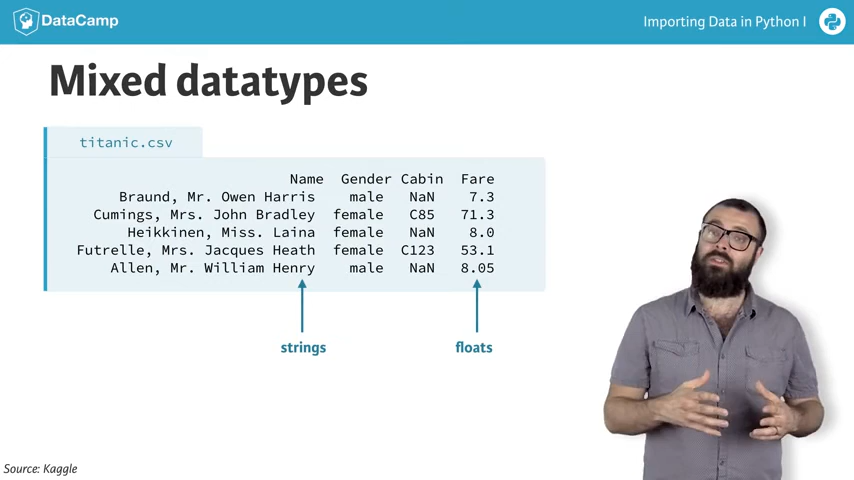 DataCamp
Importing Data in Python I
Mixed datatypes
titanic.csv
Name Gender Cabin Fare
Braund, Mr. Owen Harris male NaN 7.3
Cumings, Mrs. John Bradley female C85 71.3
Heikkinen, Miss. Laina female NaN 8.0
Futrelle, Mrs. Jacques Heath female C123 53.1
Allen, Mr. William Henry male NaN 8.05
strings floats
Source: Kaggle